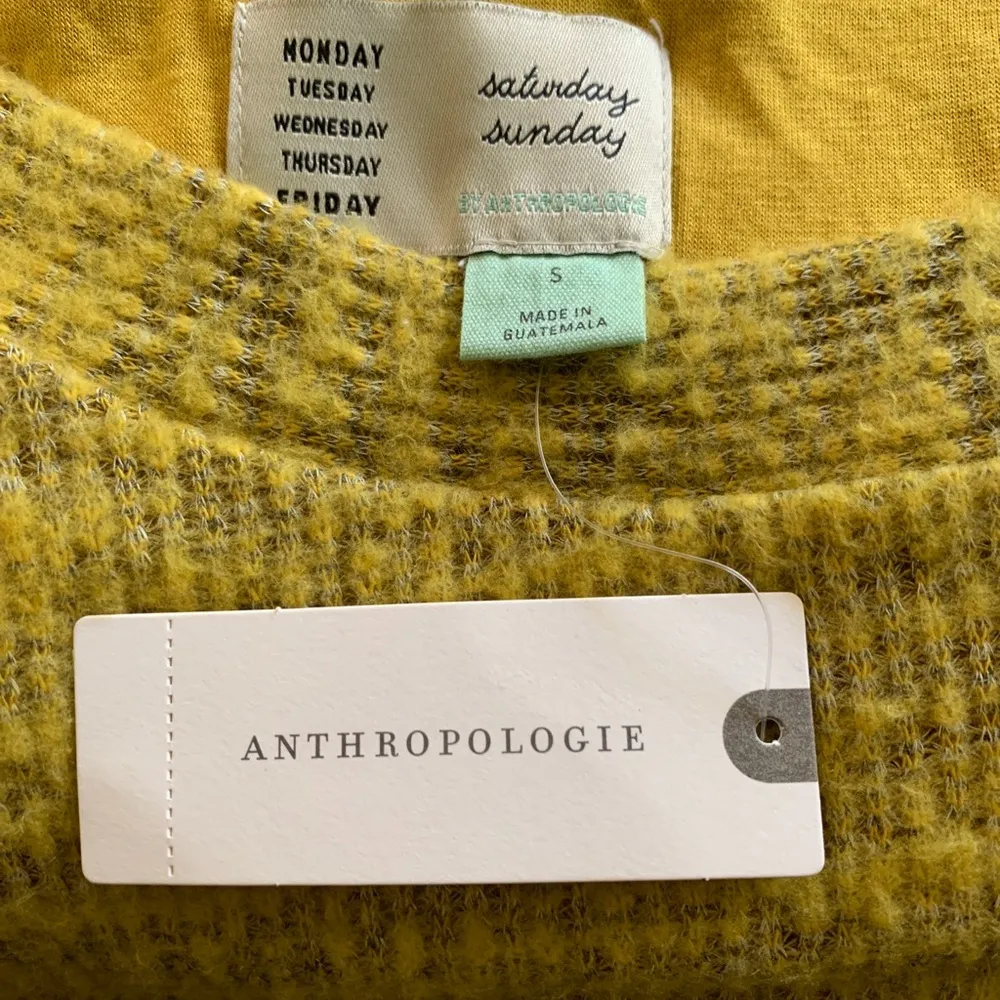 MONDAY
TUESDAY
WEDNESDAY
THURSDAY
FRIDAY
saturday
sunday
BY ANTHROPOLOGIE
S
MADE IN
GUATEMALA
ANTHROPOLOGIE